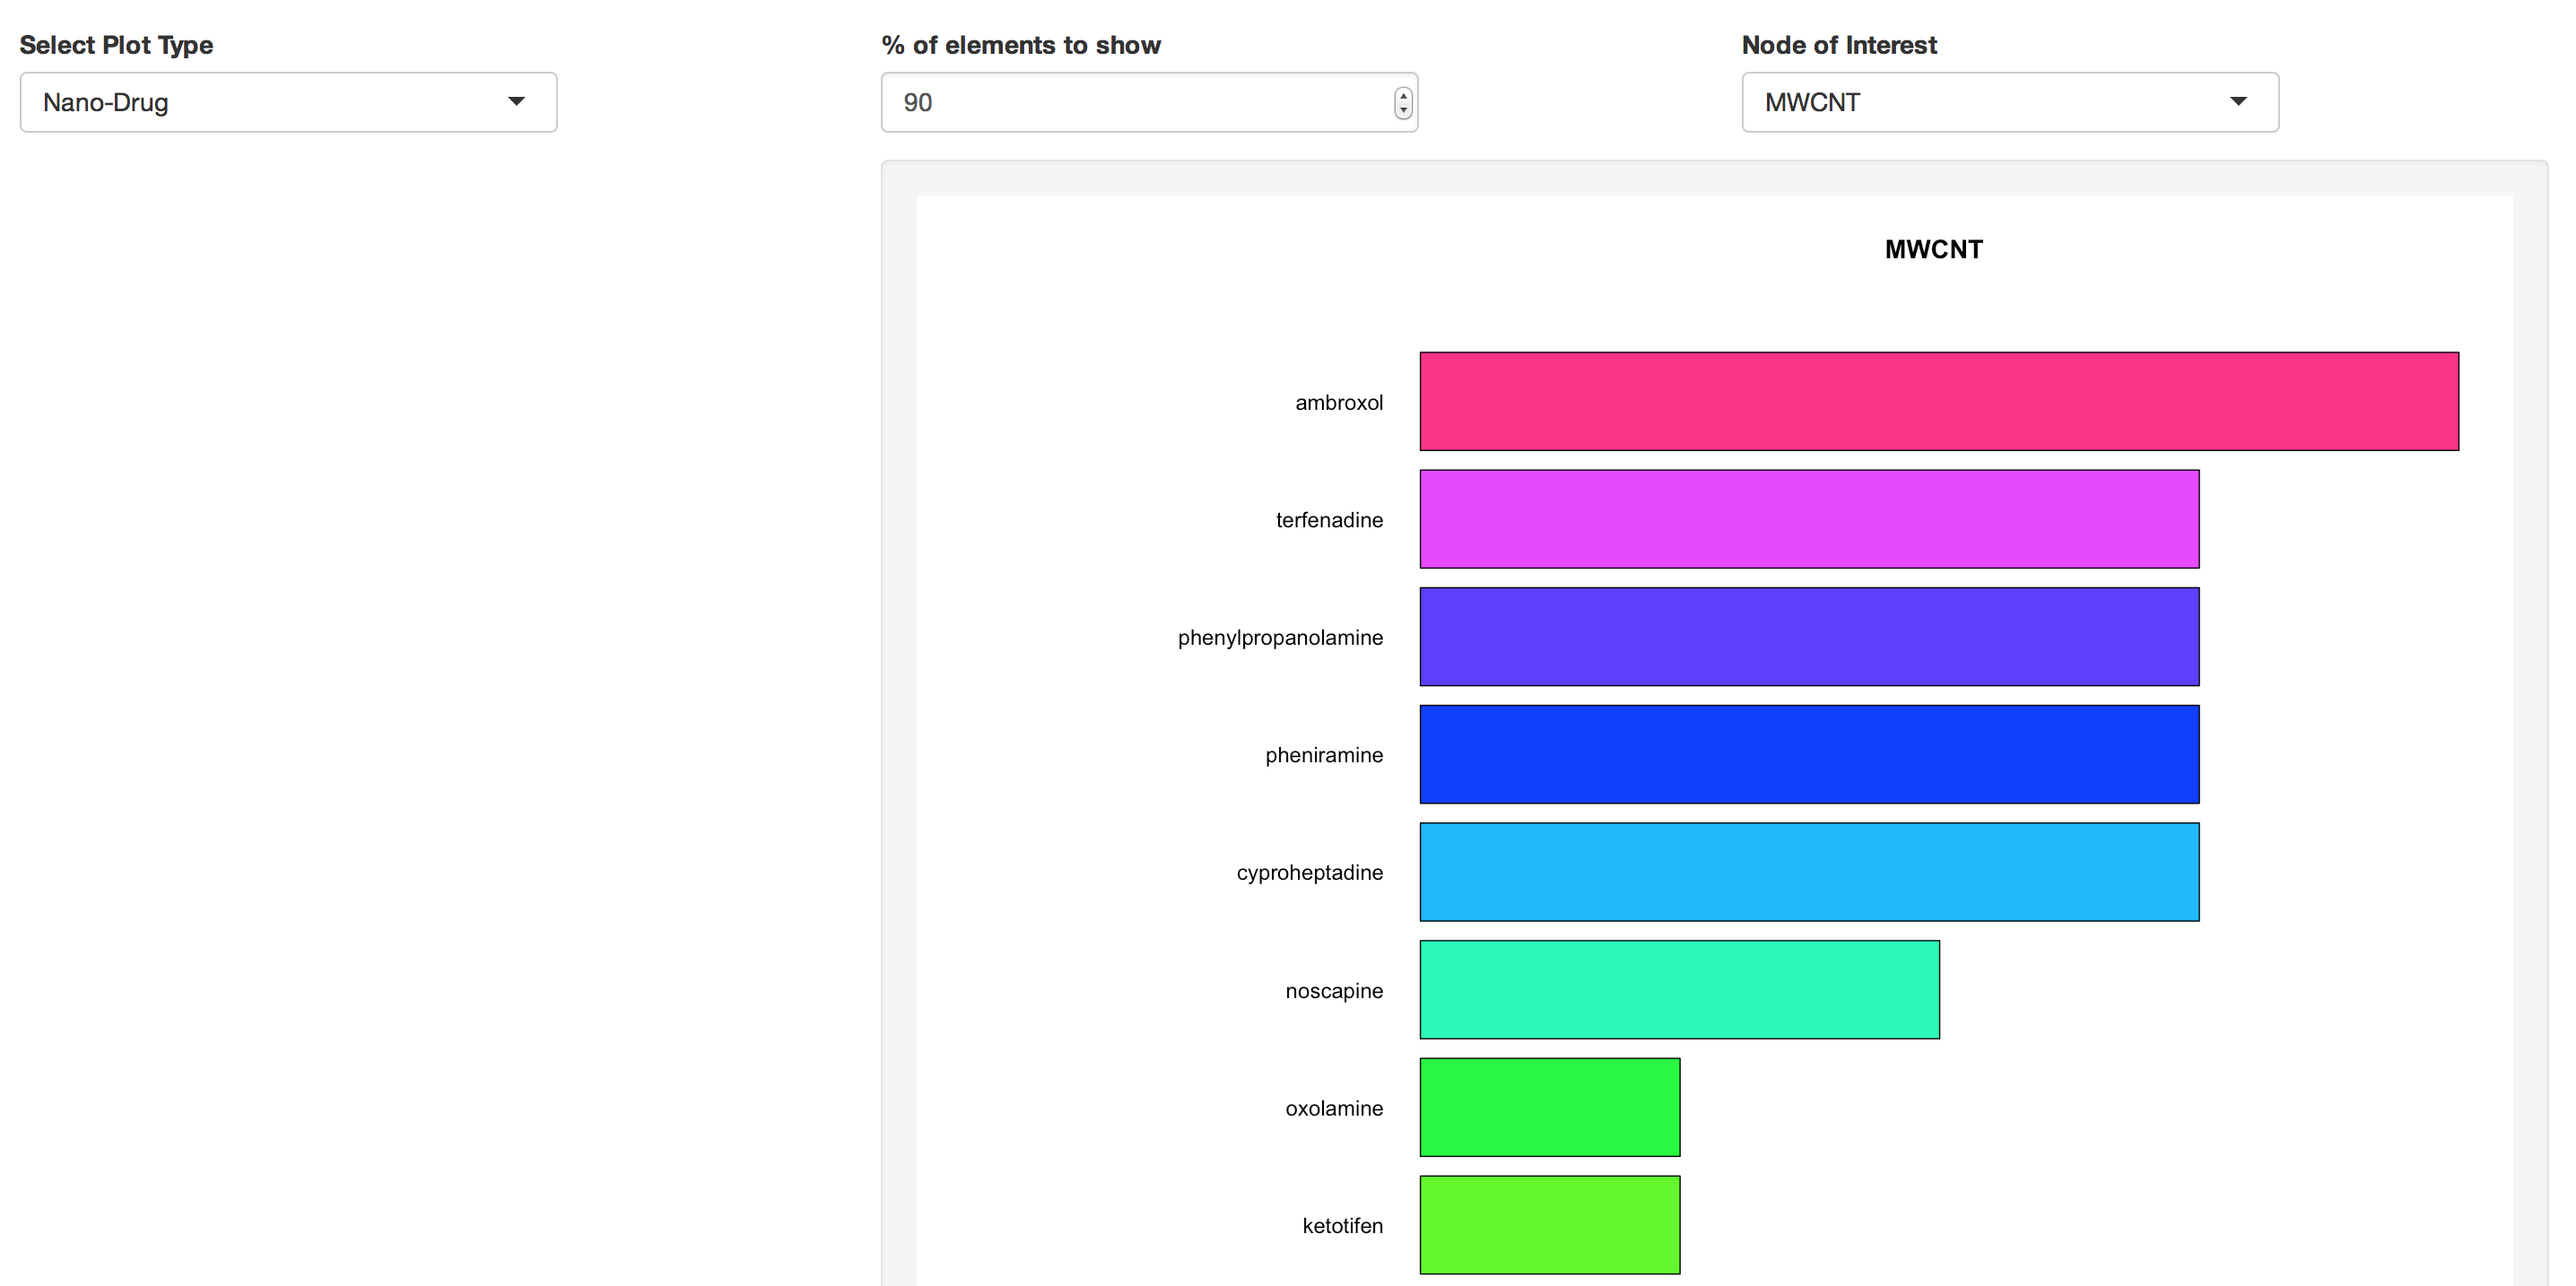 Select Plot Type
Nano-Drug
% of elements to show
90
Node of Interest
MWCNT
MWCNT
ambroxol
terfenadine
phenylpropanolamine
pheniramine
cyproheptadine
noscapine
oxolamine
ketotifen